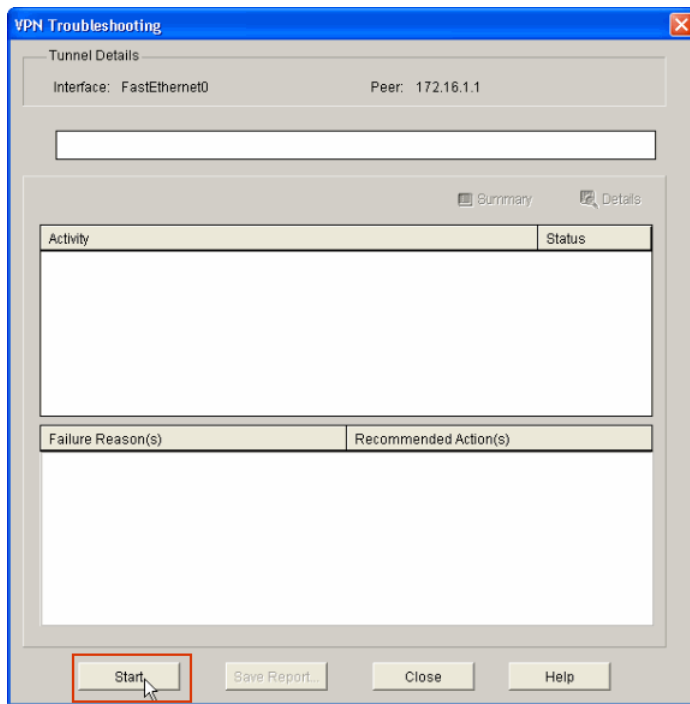 VPN Troubleshooting
Tunnel Details
Interface: FastEthernet0 Peer: 172.16.1.1
Summary Details
Activity Status
Failure Reason(s) Recommended Action(s)
Start Save Report... Close Help